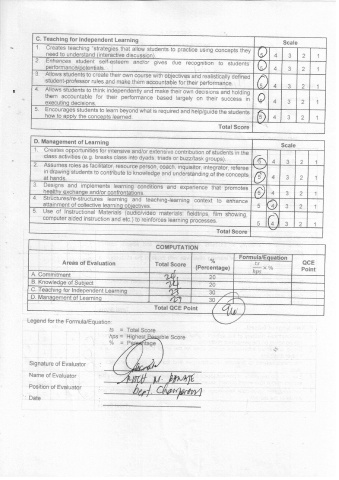 C. Teaching for Independent Learning
Scale
1. Creates teaching strategies that allow students to practice using concepts they
need to understand (interactive discussion).
5 4 3 2 1
2. Enhances student self-esteem and/or gives due recognition to students
performance/potentials.
5 4 3 2 1
3. Allows students to create their own course with objectives and realistically defined
student-professor rules and make them accountable for their performance.
5 4 3 2 1
4. Allows students to think independently and make their own decisions and holding
them accountable for their performance based largely on their success in
executing decisions.
5 4 3 2 1
5. Encourages students to learn beyond what is required and help/guide the students
how to apply the concepts learned.
5 4 3 2 1
Total Score
D. Management of Learning
Scale
1. Creates opportunities for intensive and/or extensive contribution of students in the
class activities (e.g. breaks class into dyads, triads or buzz/task groups).
5 4 3 2 1
2. Assumes roles as facilitator, resource person, coach, inquisitor, integrator, referee
in drawing students to contribute to knowledge and understanding of the concepts
at hands.
5 4 3 2 1
3. Designs and implements learning conditions and experience that promotes
healthy exchange and/or confrontations.
5 4 3 2 1
4. Structures/re-structures learning and teaching-learning context to enhance
attainment of collective learning objectives.
5 4 3 2 1
5. Use of Instructional Materials (audio/video materials: fieldtrips, film showing,
computer aided instruction and etc.) to reinforces learning processes.
5 4 3 2 1
Total Score
COMPUTATION
Areas of Evaluation
Total Score
%
(Percentage)
Formula/Equation
ts
hps x %
QCE
Point
A. Commitment 20
B. Knowledge of Subject 20
C. Teaching for Independent Learning 30
D. Management of Learning 30
Total QCE Point
Legend for the Formula/Equation:
ts = Total Score
hps = Highest Possible Score
% = Percentage
Signature of Evaluator
Name of Evaluator
Position of Evaluator Dept. Chairperson
Date